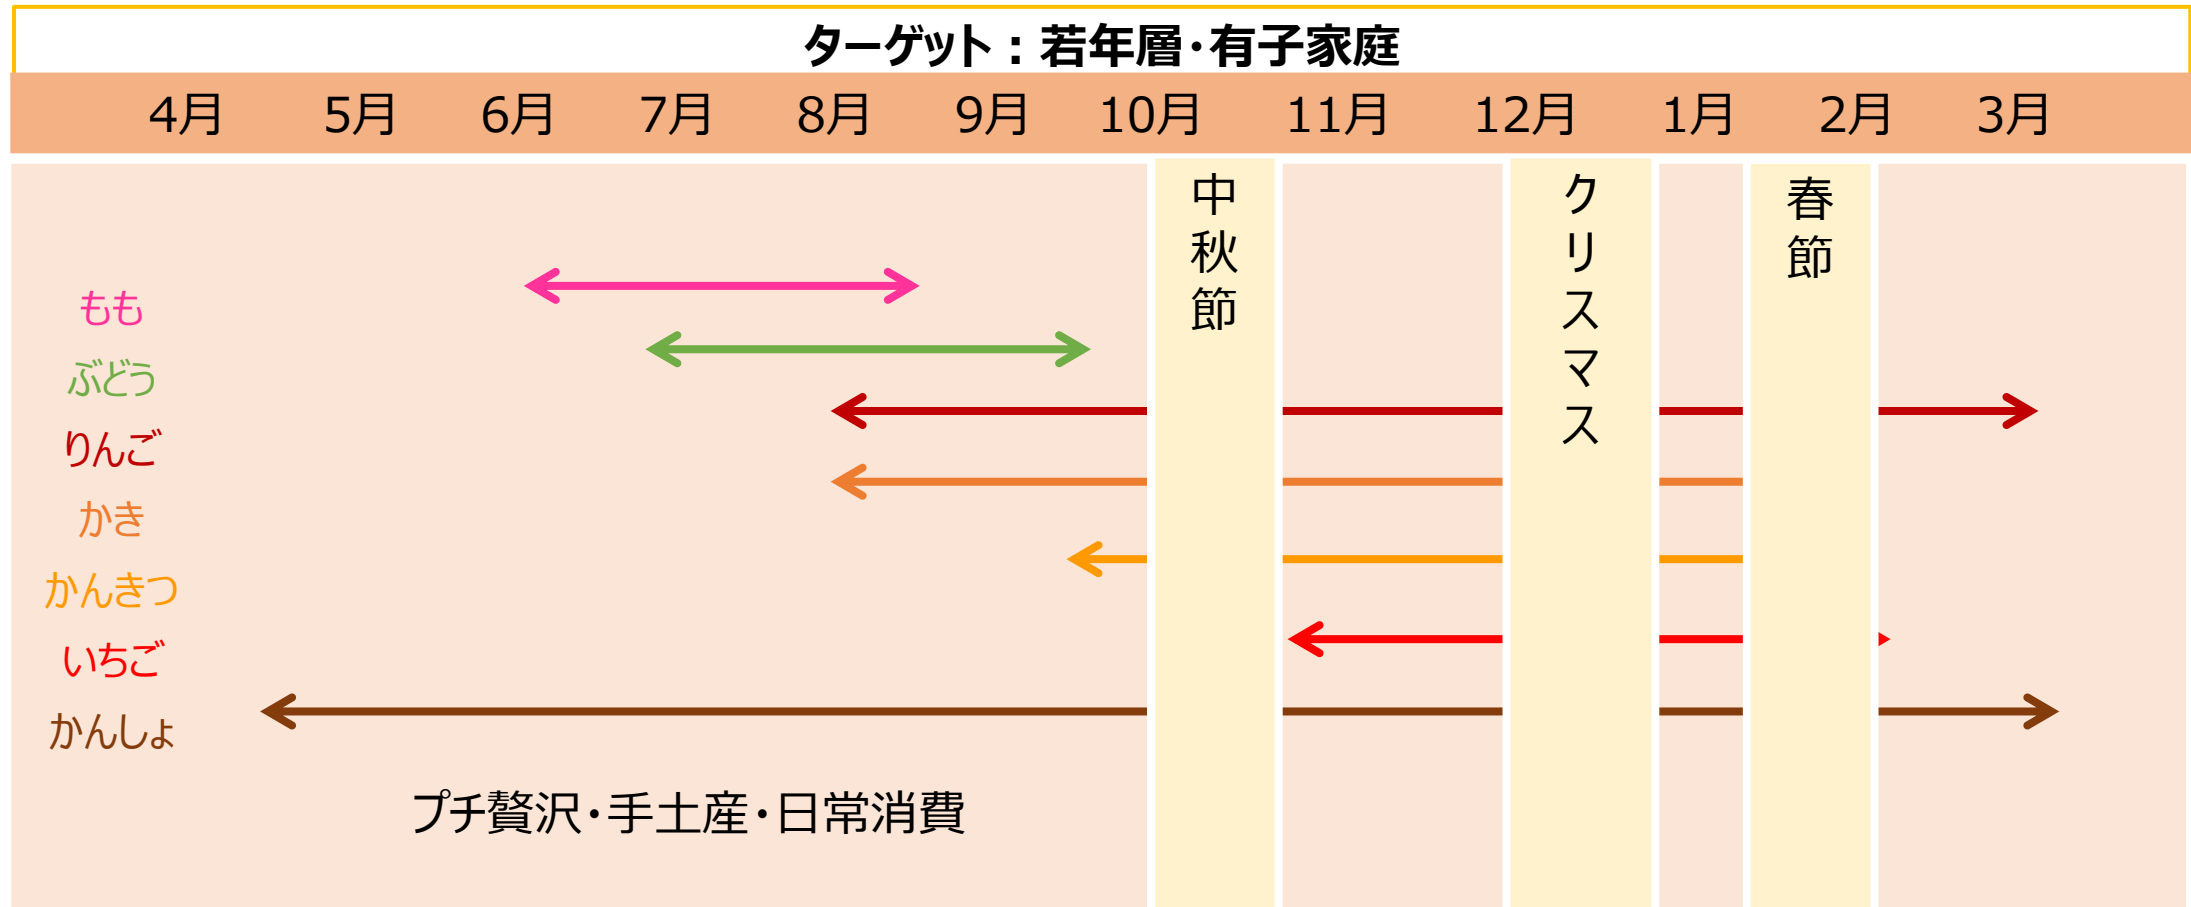 ターゲット：若年層・有子家庭
4月 5月 6月 7月 8月 9月 10月 11月 12月 1月 2月 3月
中秋節
クリスマス
春節
もも
ぶどう
りんご
かき
かんきつ
いちご
かんしょ
プチ贅沢・手土産・日常消費